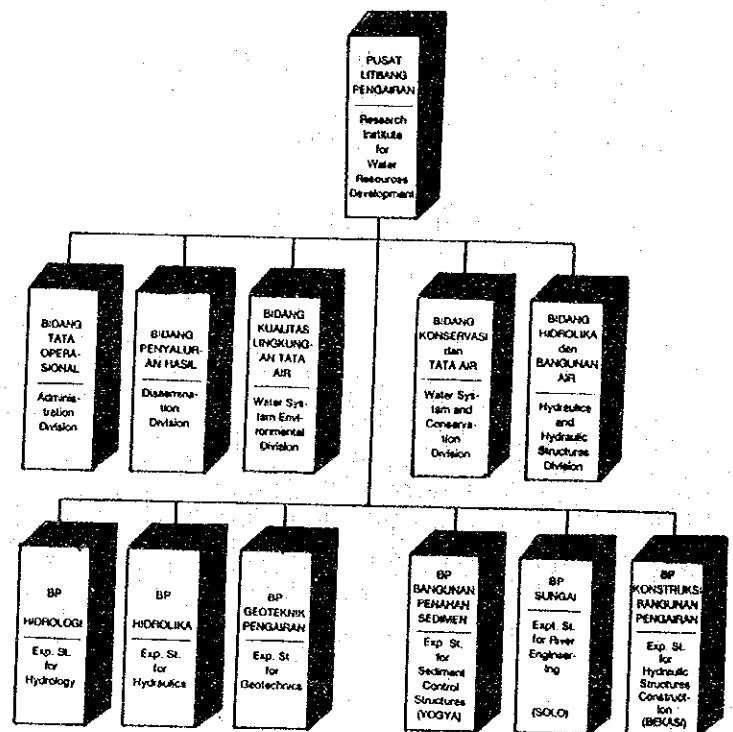 PUSAT
LITBANG
PENGAIRAN
Research
Institute
for
Water
Resources
Development
BIDANG
TATA
OPERA-
SIONAL
Adminis-
tration
Division
BIDANG
PENYALUR-
AN HASIL
Dissemina-
tion
Division
BIDANG
KUALITAS
LINGKUNG-
AN TATA
AIR
Water Sys-
tem Envi-
ronmental
Division
BIDANG
KONSERVASI
dan
TATA AIR
Water Sys-
tem and
Conserva-
tion
Division
BIDANG
HIDROLIKA
dan
BANGUNAN
AIR
Hydraulics
and
Hydraulic
Structures
Division
BP
HIDROLOGI
Exp. St.
for
Hydrology
BP
HIDROLIKA
Exp. St.
for
Hydraulics
BP
GEOTEKNIK
PENGAIRAN
Exp. St
for
Geotechnics
BP
BANGUNAN
PENAHAN
SEDIMEN
Exp. St.
for
Sediment
Control
Structures
(YOGYA)
BP
SUNGAI
Expt. St.
for River
Engineer-
ing
(SOLO)
BP
KONSTRUKSI
BANGUNAN
PENGAIRAN
Exp. St.
for
Hydraulic
Structures
Construct-
ion
(BEKASI)